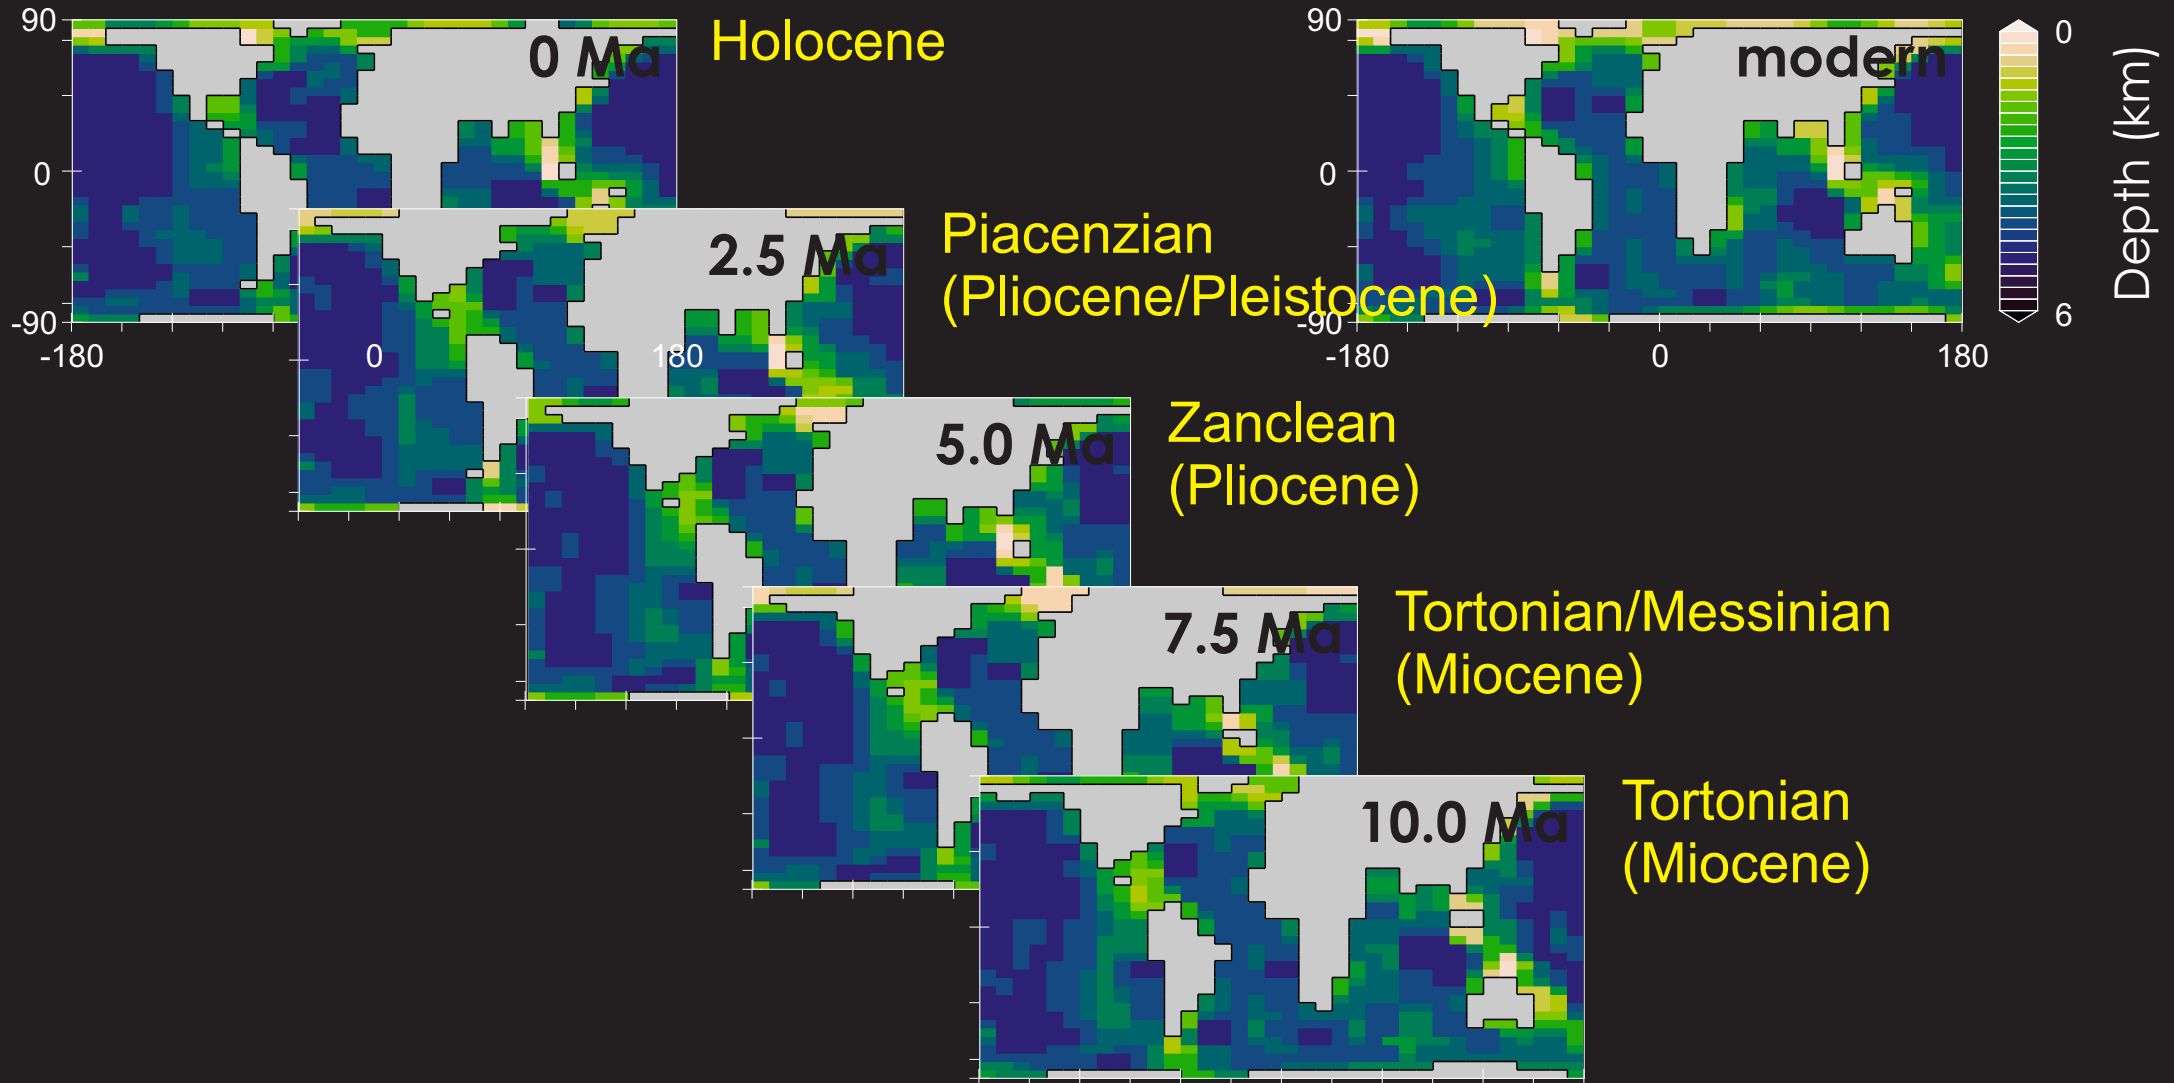 90
0
-90
-180
0
180
0 Ma
Holocene
2.5 Ma
Piacenzian
(Pliocene/Pleistocene)
5.0 Ma
Zanclean
(Pliocene)
7.5 Ma
Tortonian/Messinian
(Miocene)
10.0 Ma
Tortonian
(Miocene)
modern
90
0
-90
-180
0
180
0
6
Depth (km)